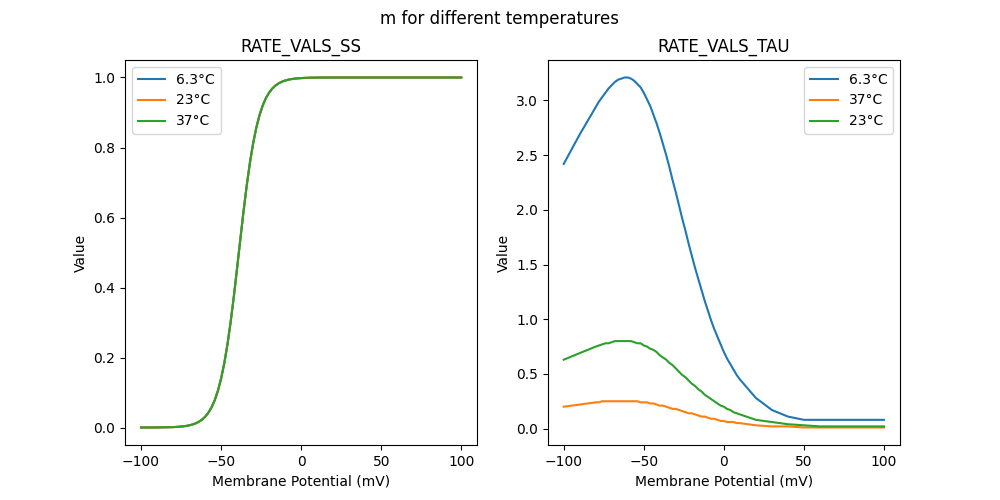 m for different temperatures
RATE_VALS_SS
6.3°C
23°C
37°C
1.0
0.8
0.6
0.4
0.2
0.0
Value
−100
−50
0
50
100
Membrane Potential (mV)
RATE_VALS_TAU
6.3°C
37°C
23°C
3.0
2.5
2.0
1.5
1.0
0.5
0.0
Value
−100
−50
0
50
100
Membrane Potential (mV)